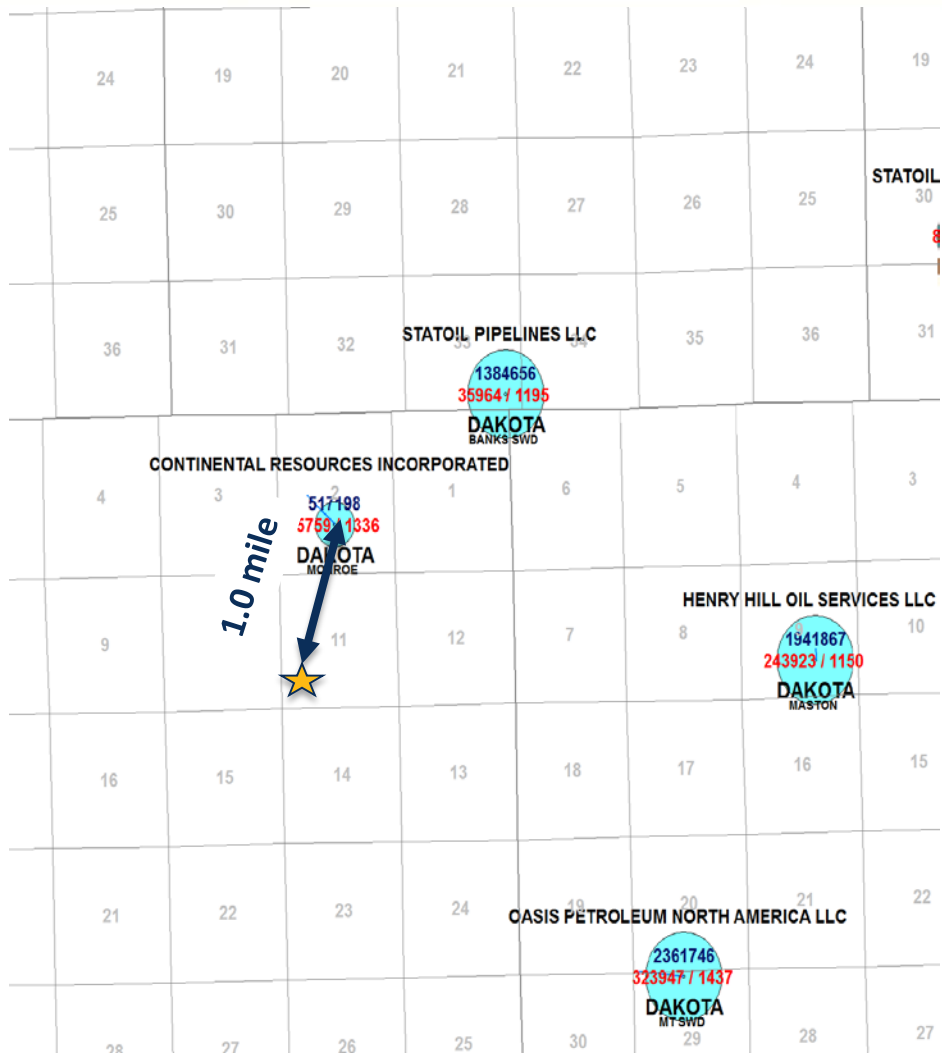 24 19 20 21 22 23 24 19
STATOIL
25 30 29 28 27 26 25 30
8
36 31 32 33 34 35 36 31
STATOIL PIPELINES LLC
1384656
35964 / 1195
DAKOTA
BANKS SWD
CONTINENTAL RESOURCES INCORPORATED
4 3 2 1 6 5 4 3
517198
5759 / 1336
DAKOTA
MONROE
1.0 mile
HENRY HILL OIL SERVICES LLC
9 11 12 7 8 9 10
1941867
243923 / 1150
DAKOTA
MASTON
16 15 14 13 18 17 16 15
21 22 23 24 19 20 21 22
OASIS PETROLEUM NORTH AMERICA LLC
2361746
323947 / 1437
DAKOTA
MT SWD
28 27 26 25 30 29 28 27